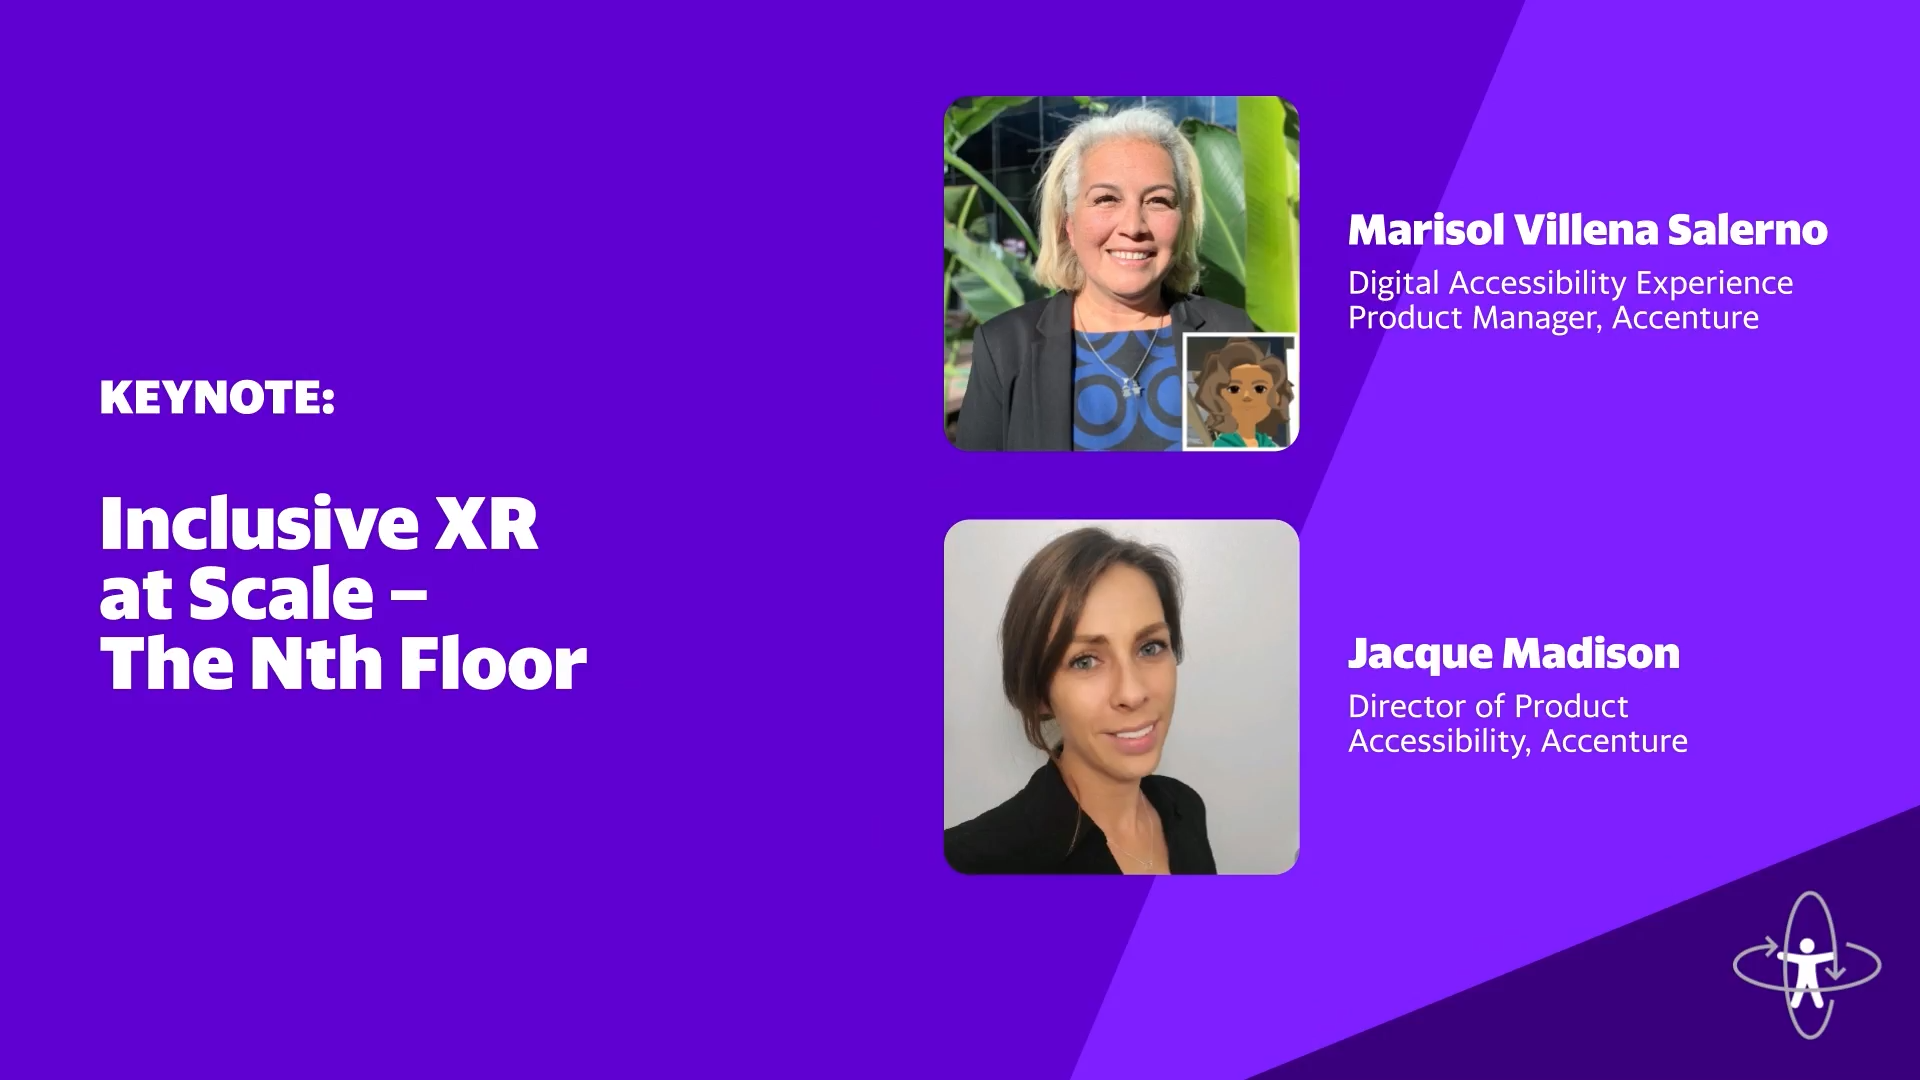 KEYNOTE:
Inclusive XR
at Scale –
The Nth Floor
Marisol Villena Salerno
Digital Accessibility Experience
Product Manager, Accenture
Jacque Madison
Director of Product
Accessibility, Accenture